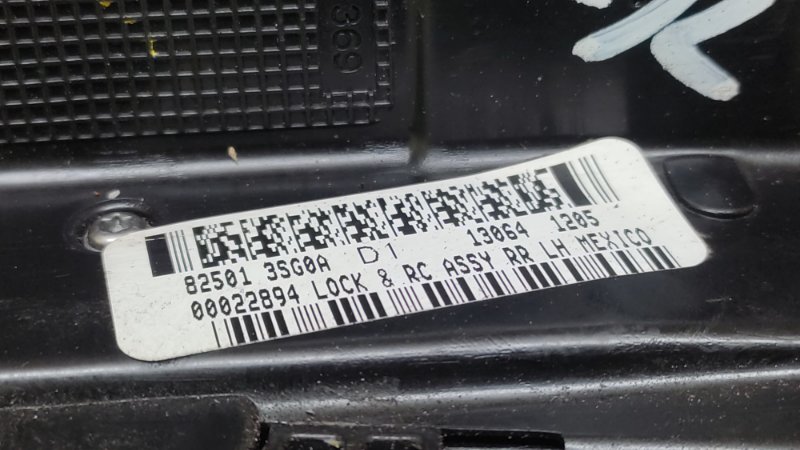 369
82501 3SG0A D1 13064 1205
00022894 LOCK & RC ASSY RR LH MEXICO